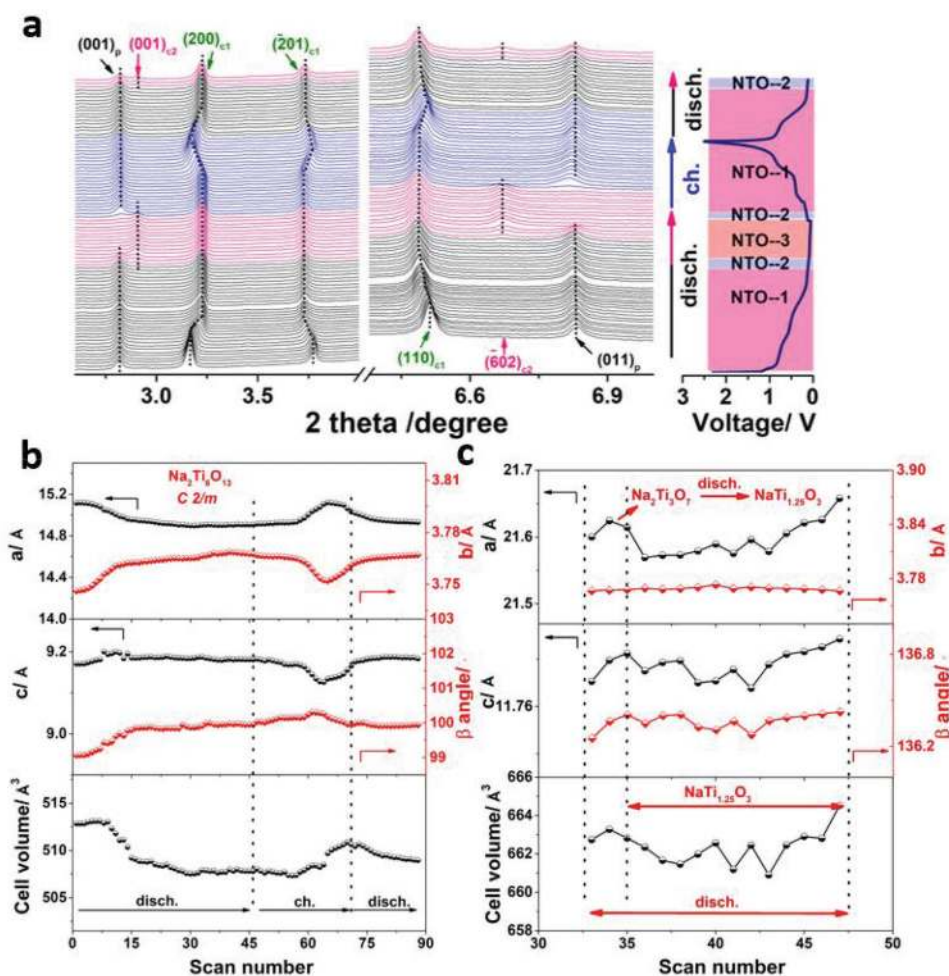 a
(001)p (001)c2 (200)c1 (2̄01)c1
(110)c1 (6̄02)c2 (011)p
3.0 3.5 6.6 6.9
2 theta /degree
disch. ch. disch.
NTO--2
NTO--1
NTO--2
NTO--3
NTO--2
NTO--1
3 2 1 0
Voltage/ V
b
Na2Ti6O13
C 2/m
a/ Å
15.2
14.8
14.4
14.0
b/ Å
3.81
3.78
3.75
c/ Å
9.2
9.0
β angle/
103
102
101
100
99
Cell volume/ Å3
515
510
505
disch. ch. disch.
0 15 30 45 60 75 90
Scan number
c
disch.
Na2Ti3O7 NaTi1.25O3
a/ Å
21.7
21.6
21.5
b/ Å
3.90
3.84
3.78
c/ Å
11.76
β angle/
136.8
136.2
Cell volume/ Å3
666
664
662
660
658
NaTi1.25O3
disch.
30 35 40 45 50
Scan number